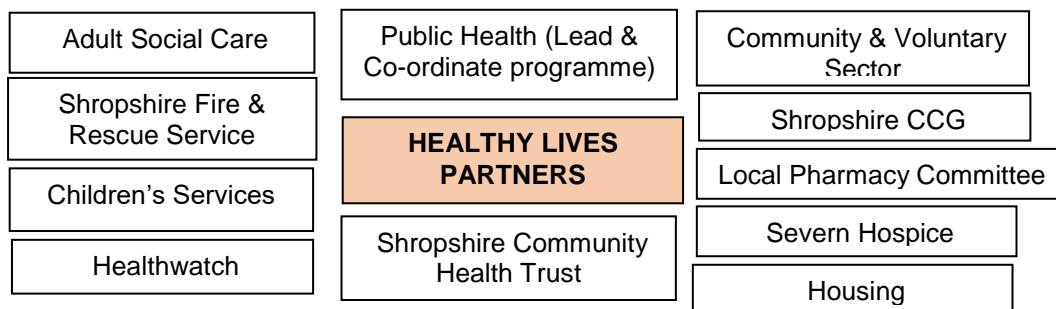 Adult Social Care
Shropshire Fire &
Rescue Service
Children’s Services
Healthwatch
Public Health (Lead &
Co-ordinate programme)
HEALTHY LIVES
PARTNERS
Shropshire Community
Health Trust
Community & Voluntary
Sector
Shropshire CCG
Local Pharmacy Committee
Severn Hospice
Housing